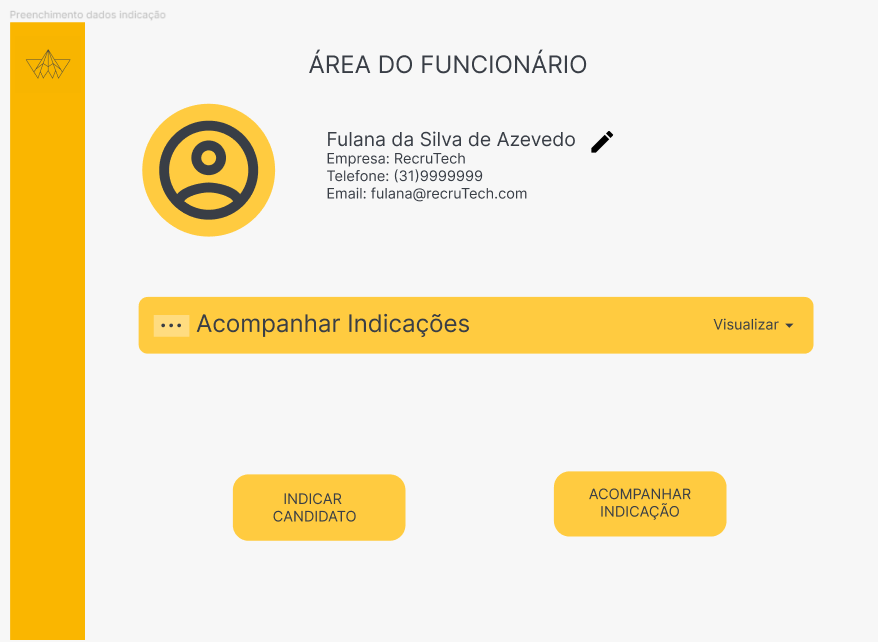 Preenchimento dados indicação
ÁREA DO FUNCIONÁRIO
Fulana da Silva de Azevedo
Empresa: RecruTech
Telefone: (31)9999999
Email: fulana@recruTech.com
Acompanhar Indicações
Visualizar
INDICAR
CANDIDATO
ACOMPANHAR
INDICAÇÃO